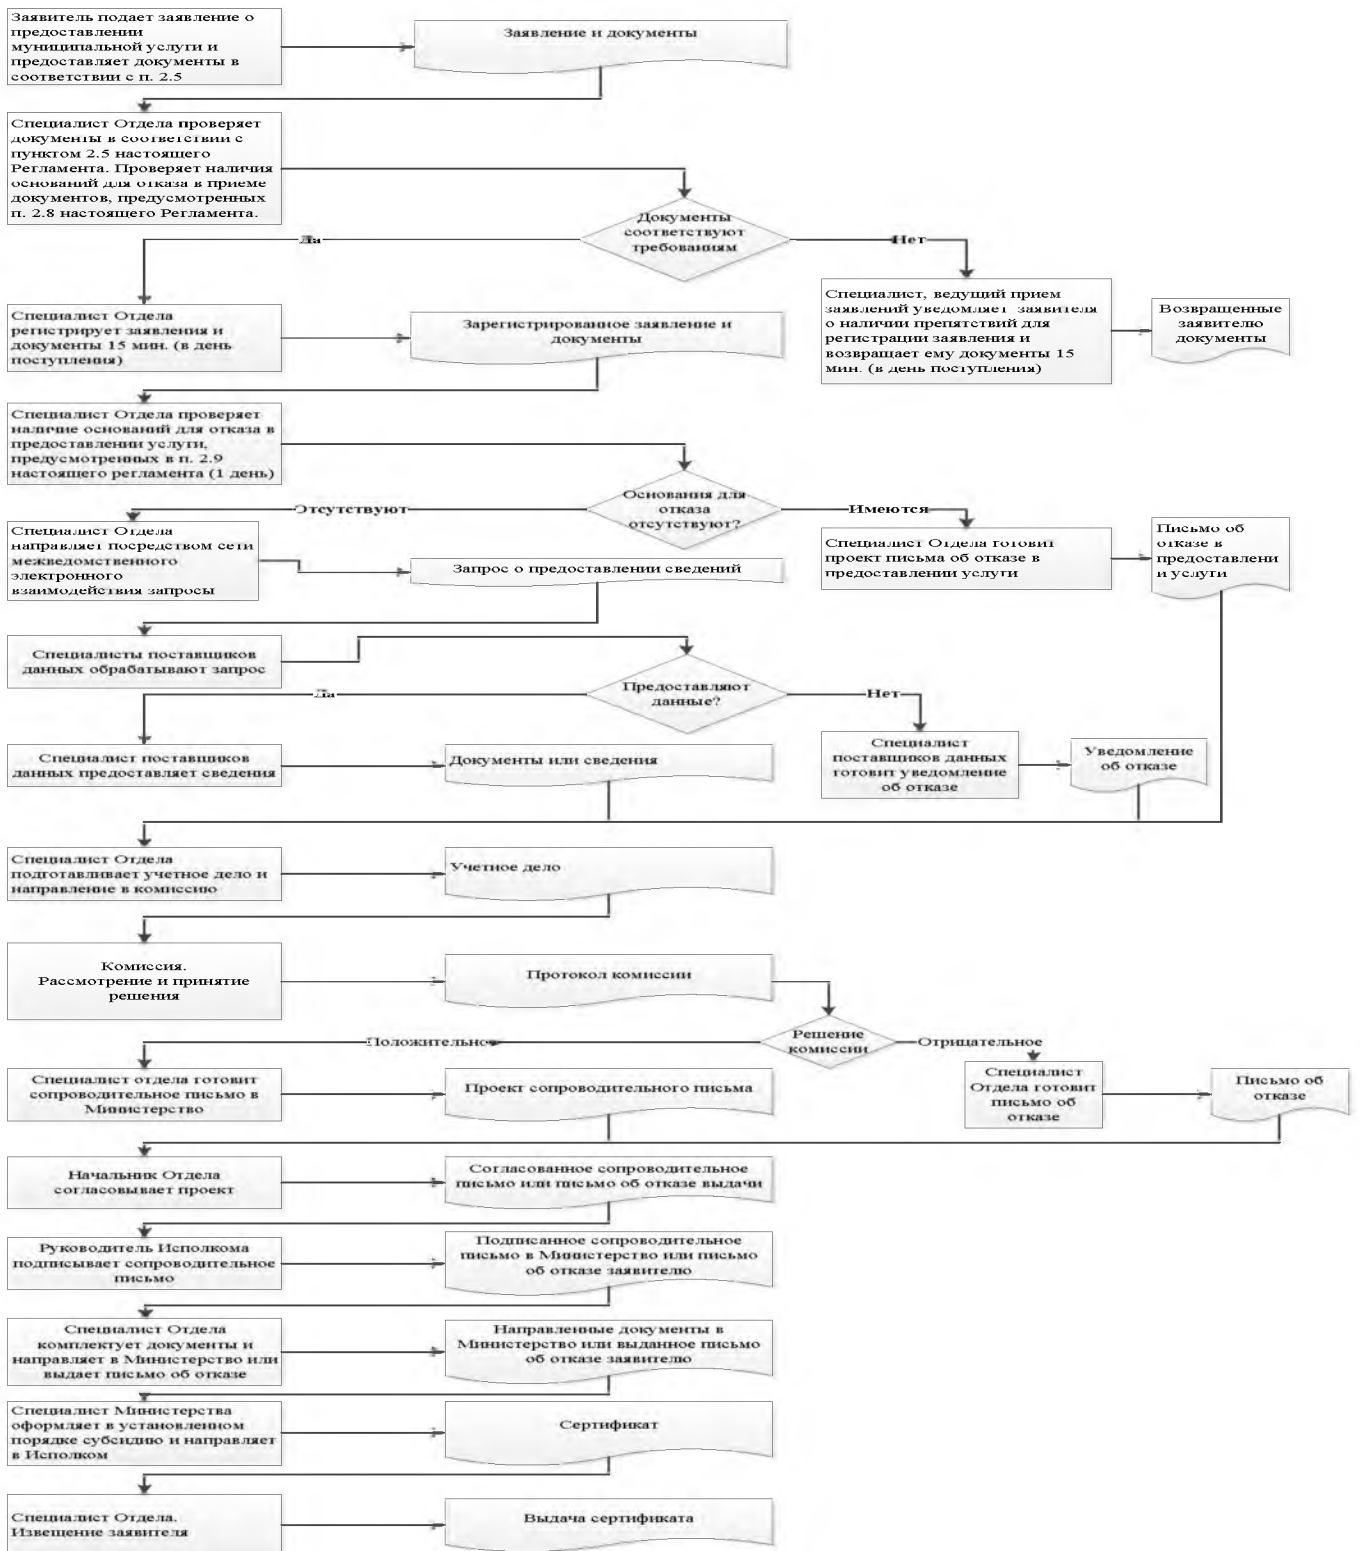 Заявитель подает заявление о
предоставлении
муниципальной услуги и
предоставляет документы в
соответствии с п. 2.5
Заявление и документы
Специалист Отдела проверяет
документы в соответствии с
пунктом 2.5 настоящего
Регламента. Проверяет наличия
оснований для отказа в приеме
документов, предусмотренных
п. 2.8 настоящего Регламента.
Документы
соответствуют
требованиям
Да
Нет
Специалист Отдела
регистрирует заявления и
документы 15 мин. (в день
поступления)
Зарегистрированное заявление и
документы
Специалист, ведущий прием
заявлений уведомляет заявителя
о наличии препятствий для
регистрации заявления и
возвращает ему документы 15
мин. (в день поступления)
Возвращенные
заявителю
документы
Специалист Отдела проверяет
наличие оснований для отказа в
предоставлении услуги,
предусмотренных в п. 2.9
настоящего регламента (1 день)
Основания для
отказа
отсутствуют?
Отсутствуют
Имеются
Специалист Отдела
направляет посредством сети
межведомственного
электронного
взаимодействия запросы
Запрос о предоставлении сведений
Специалист Отдела готовит
проект письма об отказе в
предоставлении услуги
Письмо об
отказе в
предоставлени
и услуги
Специалисты поставщиков
данных обрабатывают запрос
Предоставляют
данные?
Да
Нет
Специалист поставщиков
данных предоставляет сведения
Документы или сведения
Специалист
поставщиков данных
готовит уведомление
об отказе
Уведомление
об отказе
Специалист Отдела
подготавливает учетное дело и
направление в комиссию
Учетное дело
Комиссия.
Рассмотрение и принятие
решения
Протокол комиссии
Решение
комиссии
Положительно
Отрицательное
Специалист отдела готовит
сопроводительное письмо в
Министерство
Проект сопроводительного письма
Специалист
Отдела готовит
письмо об
отказе
Письмо об
отказе
Начальник Отдела
согласовывает проект
Согласованное сопроводительное
письмо или письмо об отказе выдачи
Руководитель Исполкома
подписывает сопроводительное
письмо
Подписанное сопроводительное
письмо в Министерство или письмо
об отказе заявителю
Специалист Отдела
комплектует документы и
направляет в Министерство или
выдает письмо об отказе
Направленные документы в
Министерство или выданное письмо
об отказе заявителю
Специалист Министерства
оформляет в установленном
порядке субсидию и направляет
в Исполком
Сертификат
Специалист Отдела.
Извещение заявителя
Выдача сертификата